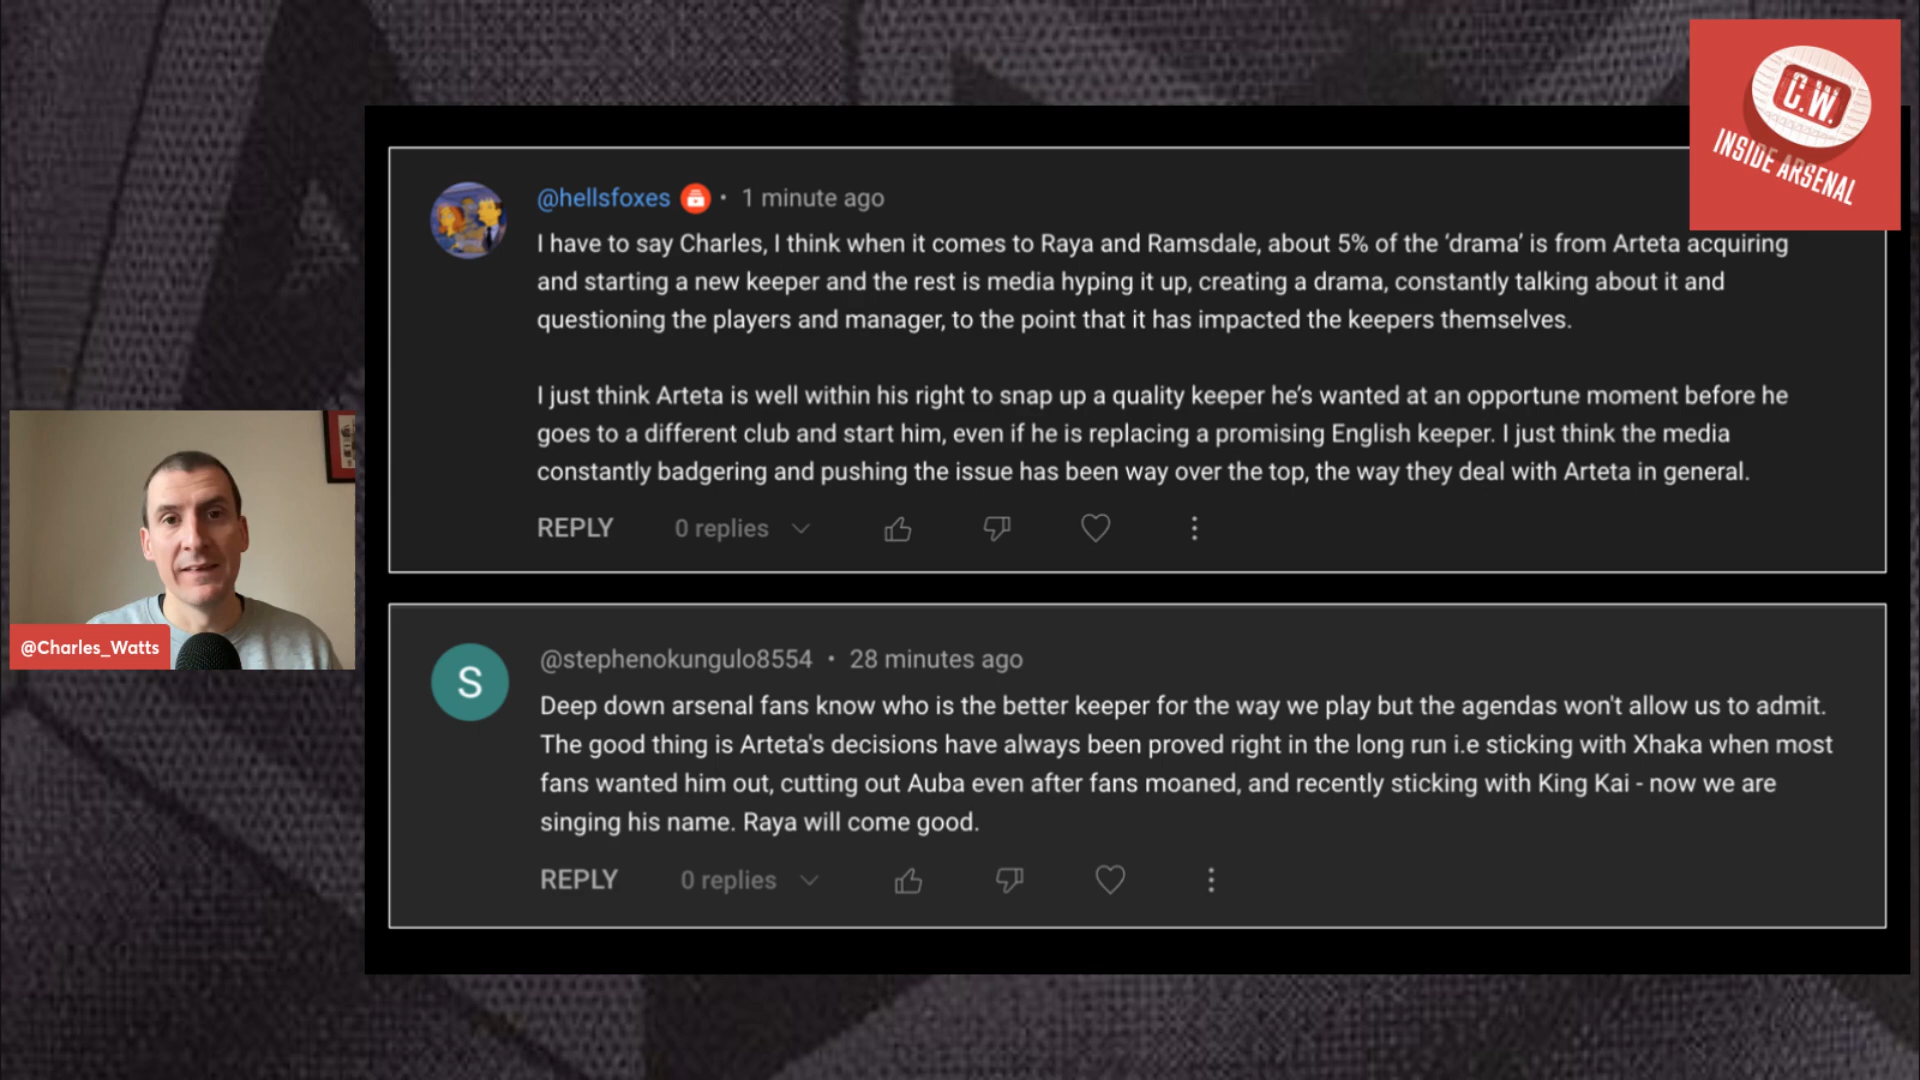 C.W.
INSIDE ARSENAL
@hellsfoxes • 1 minute ago
I have to say Charles, I think when it comes to Raya and Ramsdale, about 5% of the ‘drama’ is from Arteta acquiring
and starting a new keeper and the rest is media hyping it up, creating a drama, constantly talking about it and
questioning the players and manager, to the point that it has impacted the keepers themselves.
I just think Arteta is well within his right to snap up a quality keeper he’s wanted at an opportune moment before he
goes to a different club and start him, even if he is replacing a promising English keeper. I just think the media
constantly badgering and pushing the issue has been way over the top, the way they deal with Arteta in general.
REPLY 0 replies
@Charles_Watts
S
@stephenokungulo8554 • 28 minutes ago
Deep down arsenal fans know who is the better keeper for the way we play but the agendas won't allow us to admit.
The good thing is Arteta's decisions have always been proved right in the long run i.e sticking with Xhaka when most
fans wanted him out, cutting out Auba even after fans moaned, and recently sticking with King Kai - now we are
singing his name. Raya will come good.
REPLY 0 replies